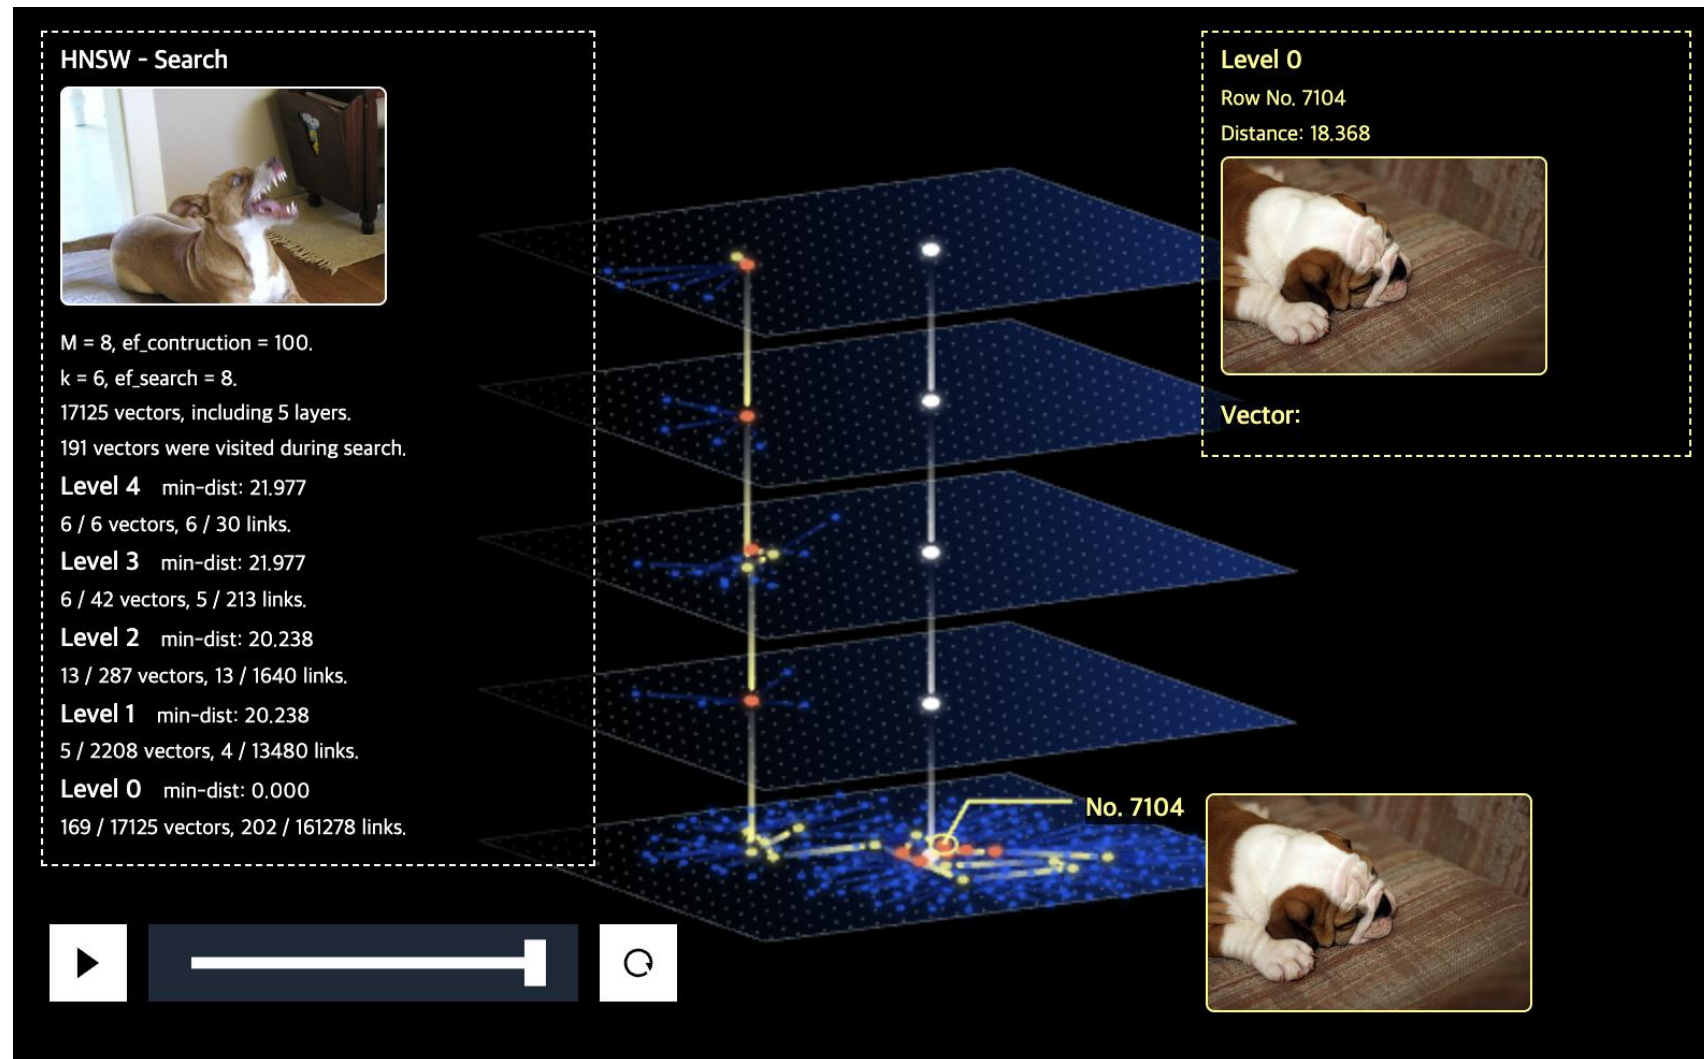 HNSW - Search
M = 8, ef_contruction = 100.
k = 6, ef_search = 8.
17125 vectors, including 5 layers.
191 vectors were visited during search.
Level 4 min-dist: 21.977
6 / 6 vectors, 6 / 30 links.
Level 3 min-dist: 21.977
6 / 42 vectors, 5 / 213 links.
Level 2 min-dist: 20.238
13 / 287 vectors, 13 / 1640 links.
Level 1 min-dist: 20.238
5 / 2208 vectors, 4 / 13480 links.
Level 0 min-dist: 0.000
169 / 17125 vectors, 202 / 161278 links.
Level 0
Row No. 7104
Distance: 18.368
Vector:
No. 7104